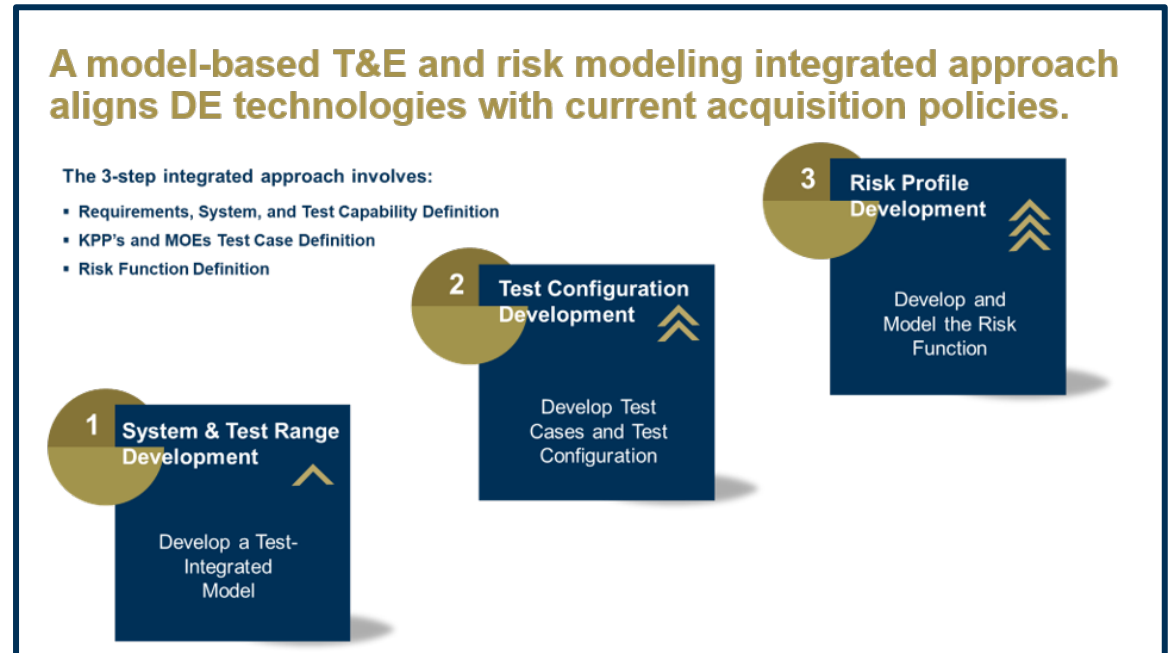 A model-based T&E and risk modeling integrated approach
aligns DE technologies with current acquisition policies.
The 3-step integrated approach involves:
▪ Requirements, System, and Test Capability Definition
▪ KPP's and MOEs Test Case Definition
▪ Risk Function Definition
1
System & Test Range
Development
Develop a Test-
Integrated
Model
2
Test Configuration
Development
Develop Test
Cases and Test
Configuration
3
Risk Profile
Development
Develop and
Model the Risk
Function